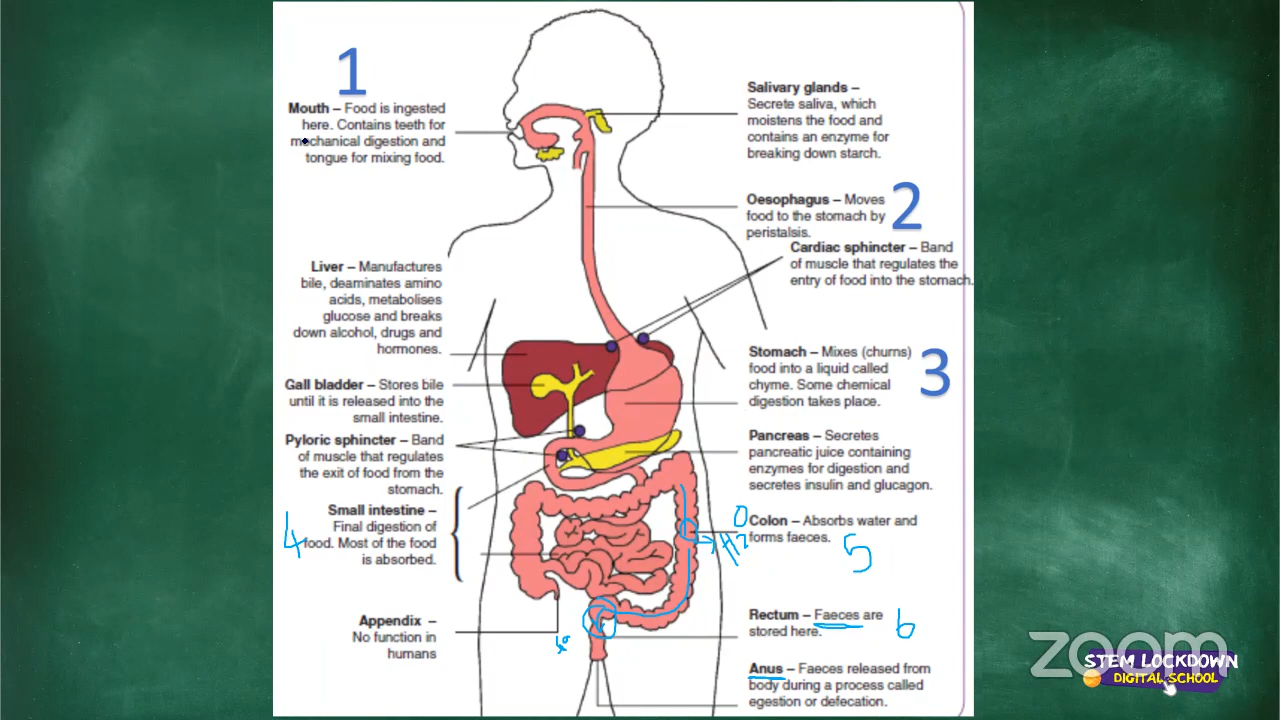 1
Mouth – Food is ingested
here. Contains teeth for
mechanical digestion and
tongue for mixing food.
Salivary glands –
Secrete saliva, which
moistens the food and
contains an enzyme for
breaking down starch.
Oesophagus – Moves
food to the stomach by
peristalsis.
2
Cardiac sphincter – Band
of muscle that regulates the
entry of food into the stomach.
Liver – Manufactures
bile, deaminates amino
acids, metabolises
glucose and breaks
down alcohol, drugs and
hormones.
Stomach – Mixes (churns)
food into a liquid called
chyme. Some chemical
digestion takes place.
3
Gall bladder – Stores bile
until it is released into the
small intestine.
Pyloric sphincter – Band
of muscle that regulates
the exit of food from the
stomach.
Pancreas – Secretes
pancreatic juice containing
enzymes for digestion and
secretes insulin and glucagon.
Small intestine –
Final digestion of
food. Most of the food
is absorbed.
4
Colon – Absorbs water and
forms faeces.
5
Appendix –
No function in
humans
Rectum – Faeces are
stored here.
6
Anus – Faeces released from
body during a process called
egestion or defecation.
zoom
STEM LOCKDOWN
DIGITAL SCHOOL